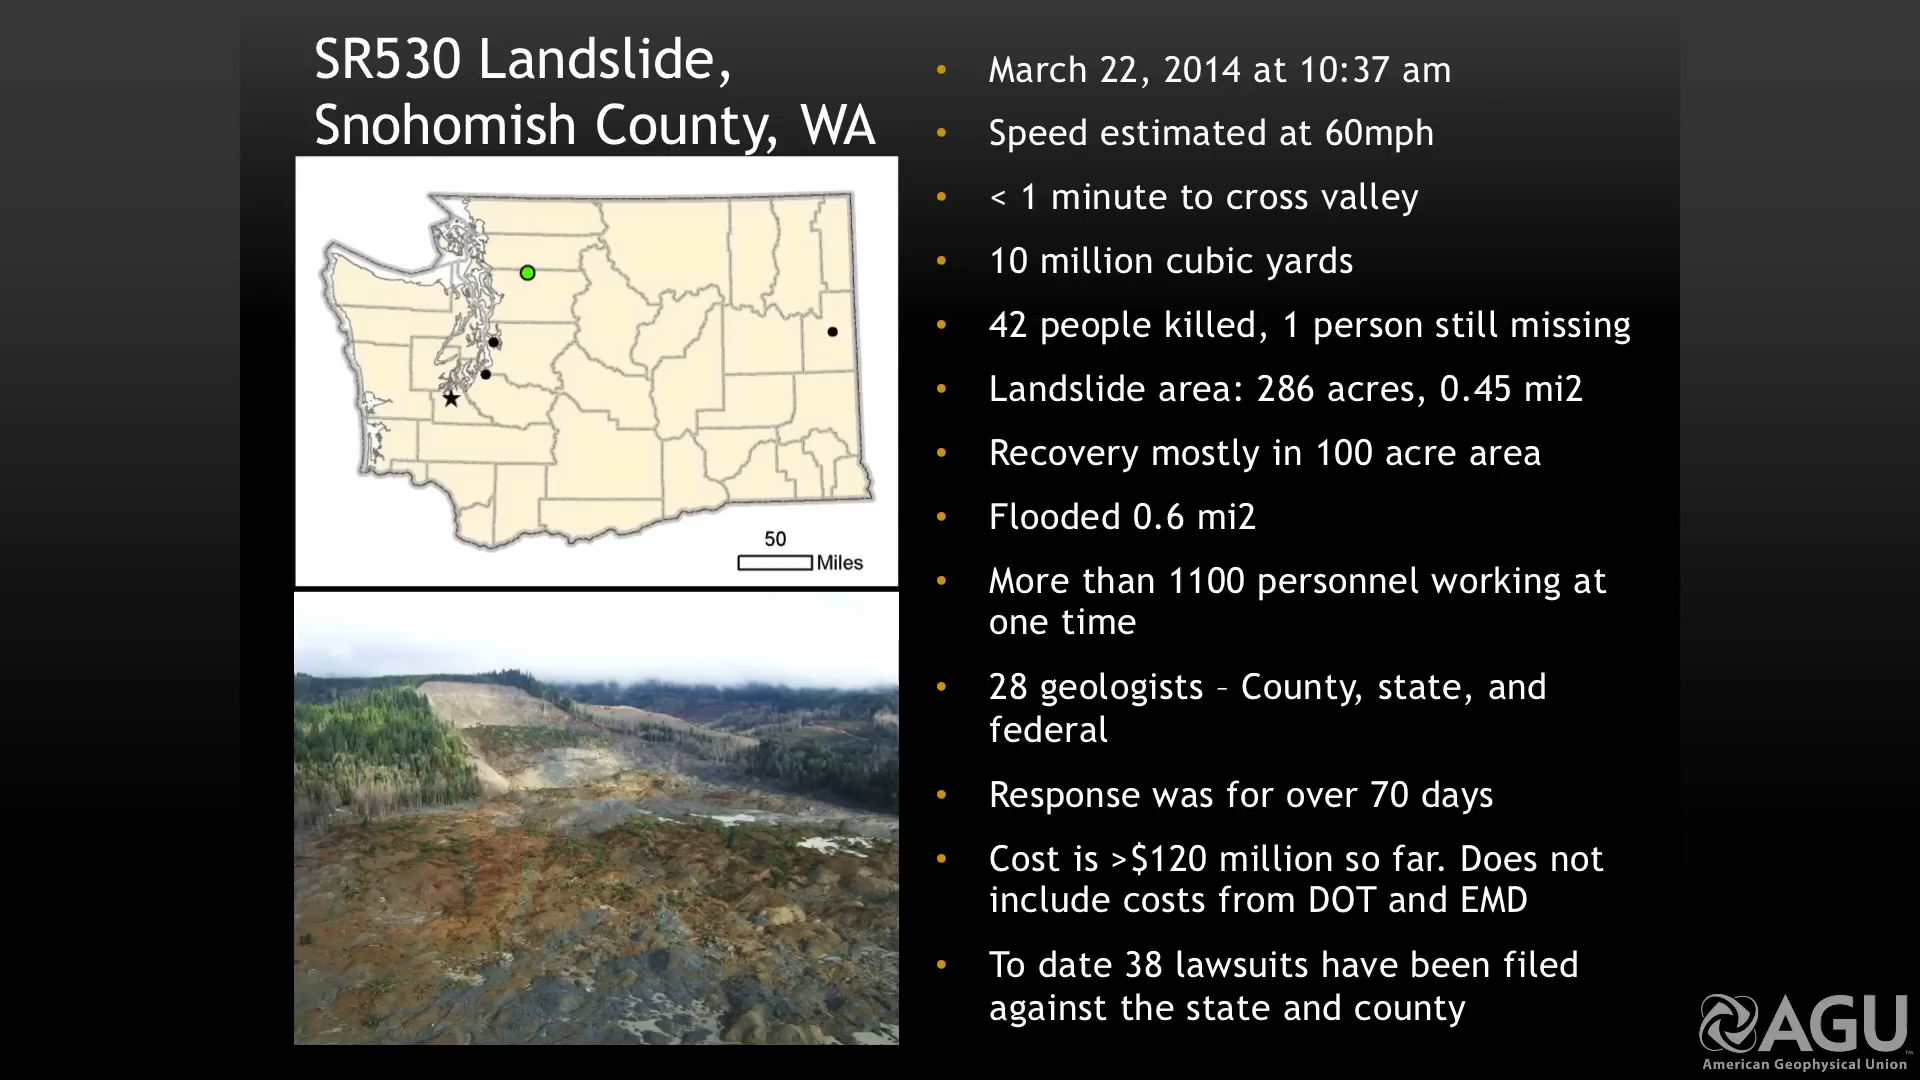 SR530 Landslide,
Snohomish County, WA
50
Miles
• March 22, 2014 at 10:37 am
• Speed estimated at 60mph
• < 1 minute to cross valley
• 10 million cubic yards
• 42 people killed, 1 person still missing
• Landslide area: 286 acres, 0.45 mi2
• Recovery mostly in 100 acre area
• Flooded 0.6 mi2
• More than 1100 personnel working at
one time
• 28 geologists – County, state, and
federal
• Response was for over 70 days
• Cost is >$120 million so far. Does not
include costs from DOT and EMD
• To date 38 lawsuits have been filed
against the state and county
AGU™
American Geophysical Union